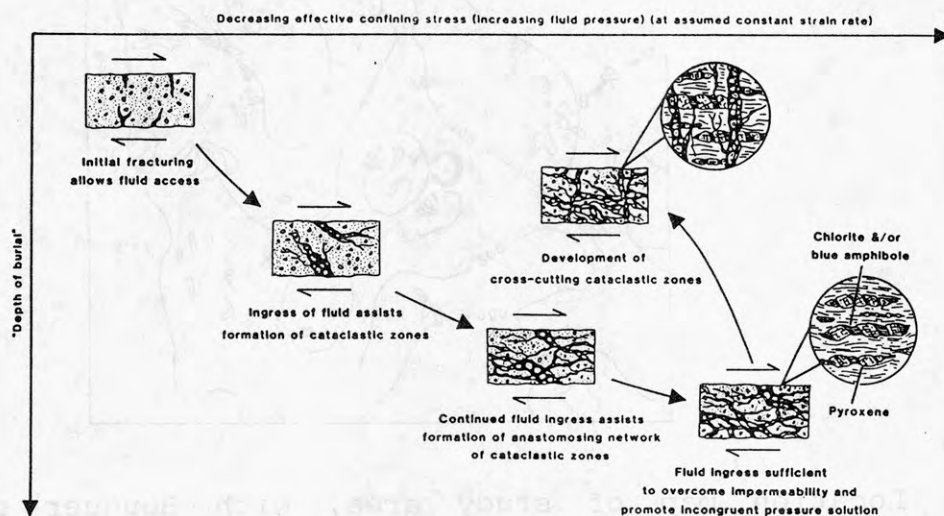 Decreasing effective confining stress (increasing fluid pressure) (at assumed constant strain rate)
"Depth of burial"
Initial fracturing
allows fluid access
Ingress of fluid assists
formation of cataclastic zones
Continued fluid ingress assists
formation of anastomosing network
of cataclastic zones
Fluid ingress sufficient
to overcome impermeability and
promote incongruent pressure solution
Development of
cross-cutting cataclastic zones
Chlorite &/or
blue amphibole
Pyroxene